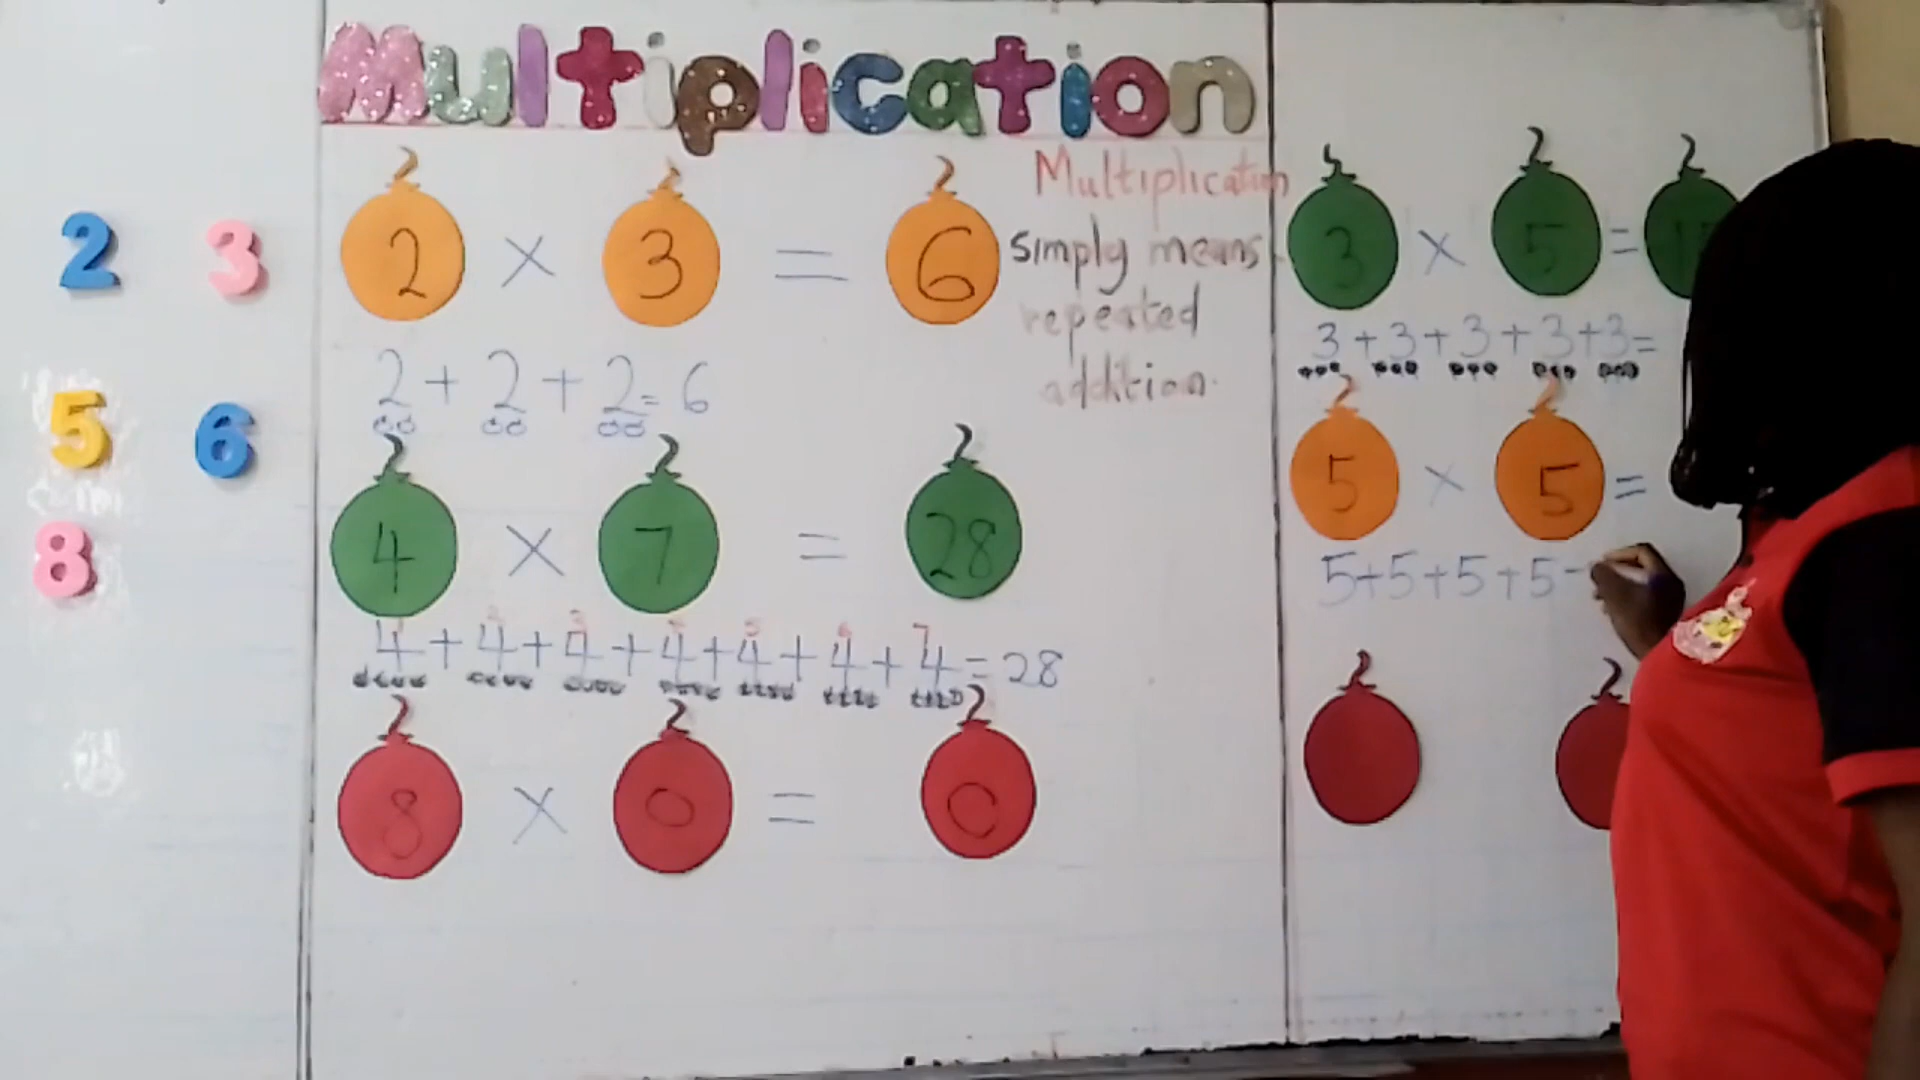 Multiplication
2 3
5 6
8
2 × 3 = 6
2 + 2 + 2 = 6
4 × 7 = 28
4 + 4 + 4 + 4 + 4 + 4 + 4 = 28
8 × 0 = 0
Multiplication
simply means
repeated
addition.
3 × 5 =
3 + 3 + 3 + 3 + 3 =
5 × 5 =
5 + 5 + 5 + 5